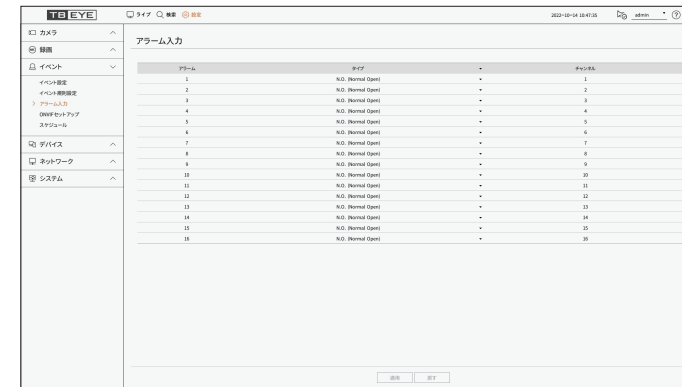 TB EYE ライブ 検索 設定 2022-10-14 10:47:35 admin
カメラ
録画
イベント
イベント設定
イベント規則設定
> アラーム入力
ONVIFセットアップ
スケジュール
デバイス
ネットワーク
システム
アラーム入力
アラーム タイプ チャンネル
1 N.O. (Normal Open) 1
2 N.O. (Normal Open) 2
3 N.O. (Normal Open) 3
4 N.O. (Normal Open) 4
5 N.O. (Normal Open) 5
6 N.O. (Normal Open) 6
7 N.O. (Normal Open) 7
8 N.O. (Normal Open) 8
9 N.O. (Normal Open) 9
10 N.O. (Normal Open) 10
11 N.O. (Normal Open) 11
12 N.O. (Normal Open) 12
13 N.O. (Normal Open) 13
14 N.O. (Normal Open) 14
15 N.O. (Normal Open) 15
16 N.O. (Normal Open) 16
適用 戻す